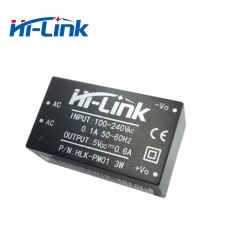 Hi-Link
-Vo
AC
AC
Hi-Link
INPUT:100-240VAC
0.1A 50-60HZ
OUTPUT:5VDC 0.6A
P/N:HLK-PM01 3W
+Vo
CE